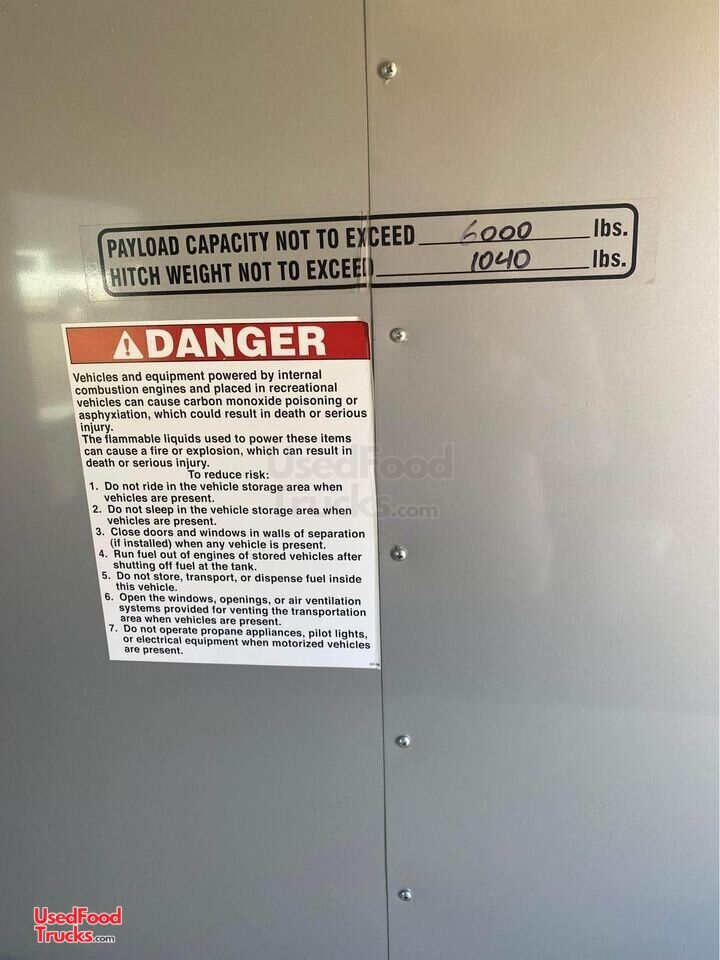 PAYLOAD CAPACITY NOT TO EXCEED 6000 lbs.
HITCH WEIGHT NOT TO EXCEED 1040 lbs.
DANGER
Vehicles and equipment powered by internal
combustion engines and placed in recreational
vehicles can cause carbon monoxide poisoning or
asphyxiation, which could result in death or serious
injury.
The flammable liquids used to power these items
can cause a fire or explosion, which can result in
death or serious injury.
To reduce risk:
1. Do not ride in the vehicle storage area when
vehicles are present.
2. Do not sleep in the vehicle storage area when
vehicles are present.
3. Close doors and windows in walls of separation
(if installed) when any vehicle is present.
4. Run fuel out of engines of stored vehicles after
shutting off fuel at the tank.
5. Do not store, transport, or dispense fuel inside
this vehicle.
6. Open the windows, openings, or air ventilation
systems provided for venting the transportation
area when vehicles are present.
7. Do not operate propane appliances, pilot lights,
or electrical equipment when motorized vehicles
are present.
UsedFood
Trucks.com
UsedFood
Trucks.com